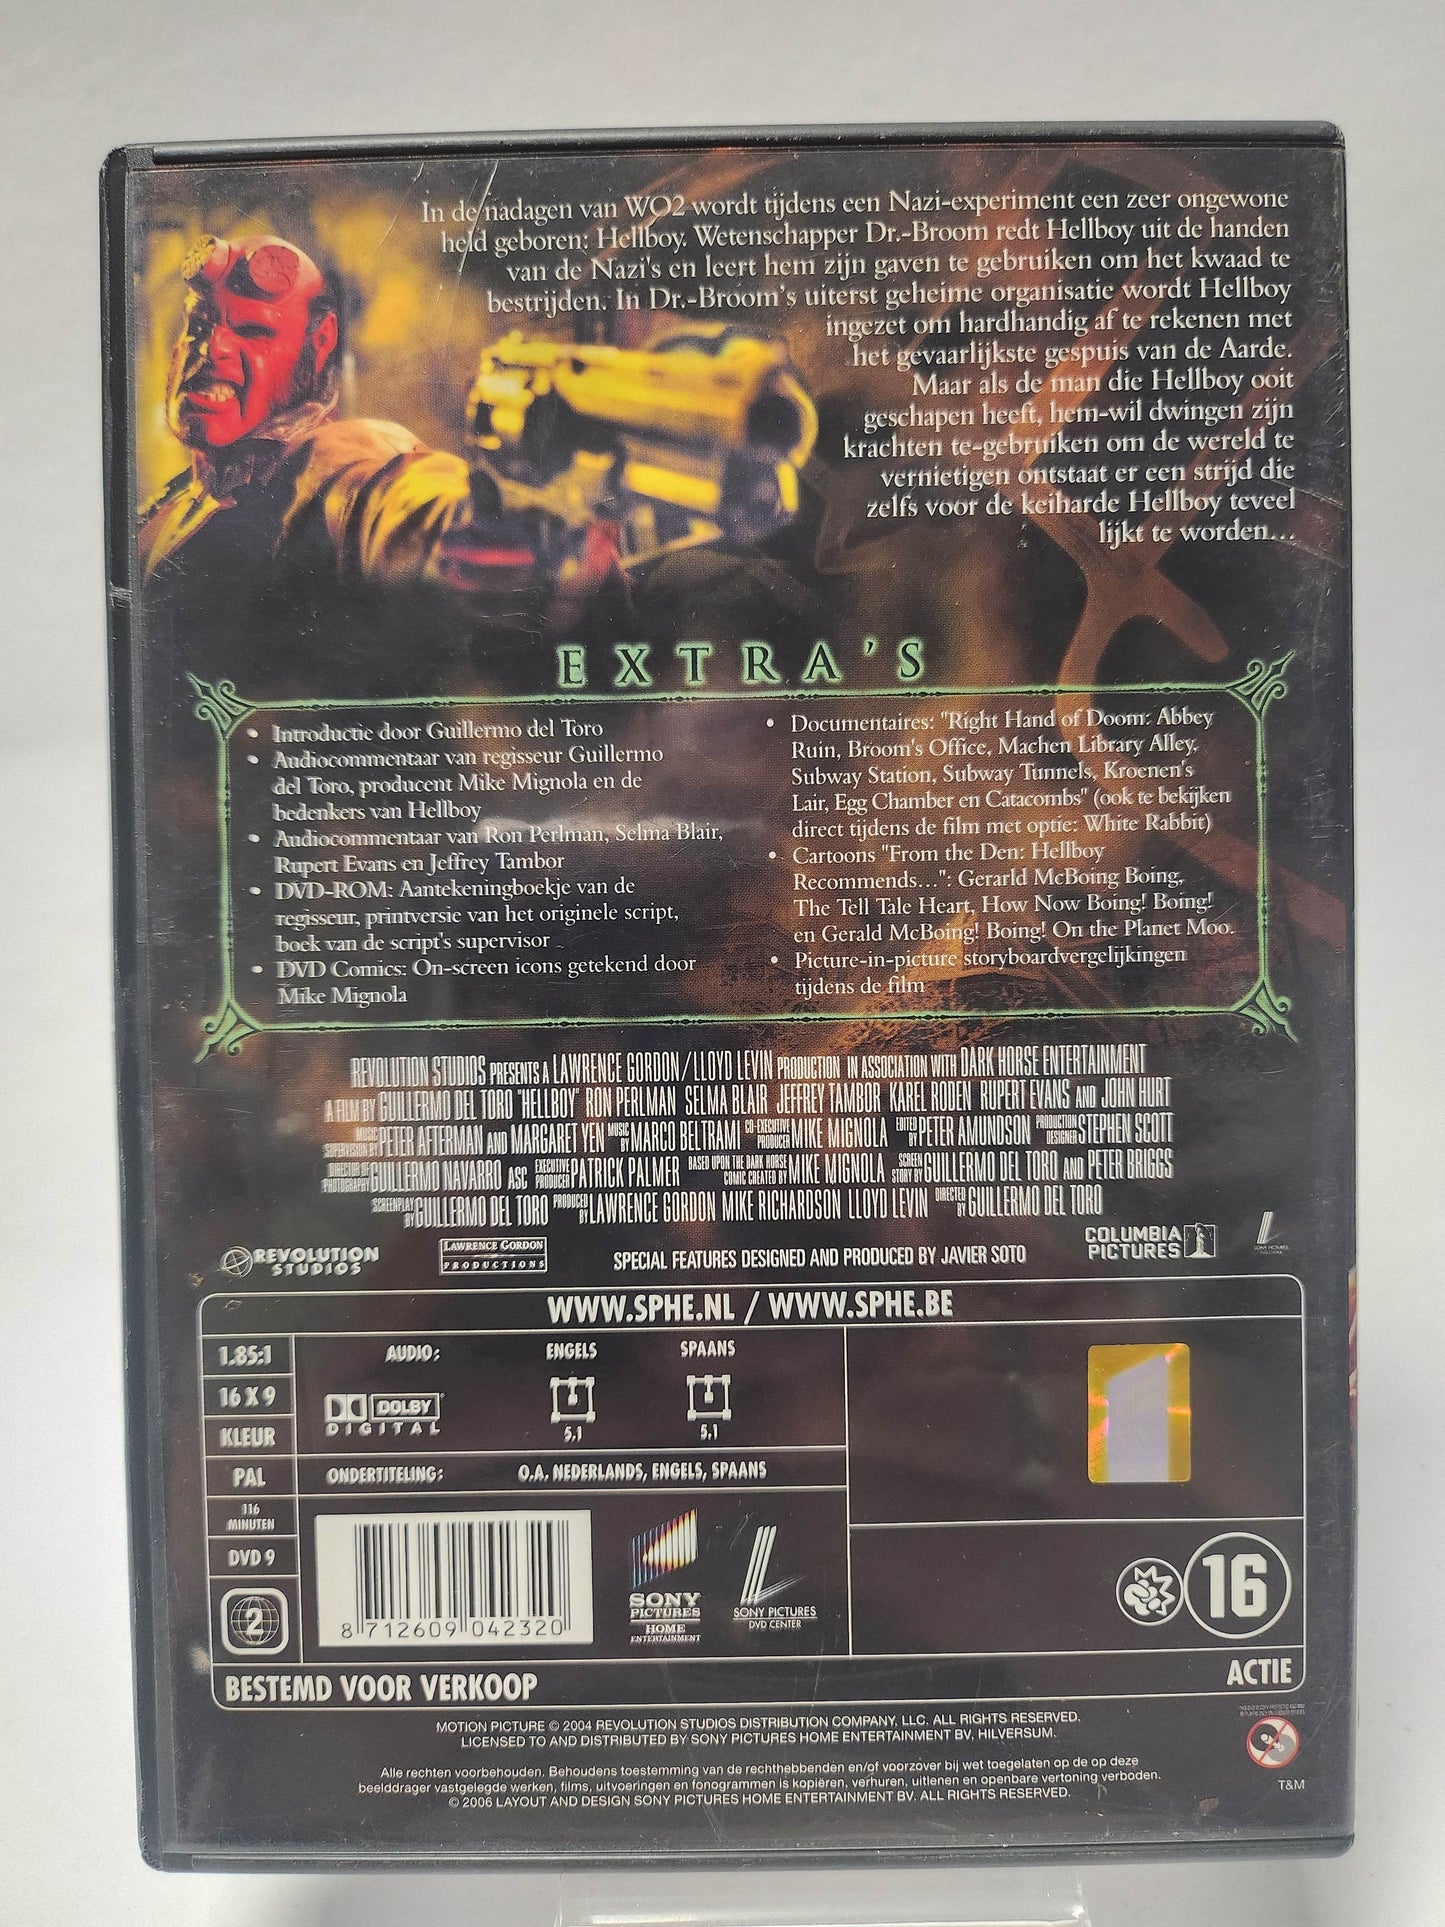 In de nadagen van WO2 wordt tijdens een Nazi-experiment een zeer ongewone
held geboren: Hellboy. Wetenschapper Dr.-Broom redt Hellboy uit de handen
van de Nazi's en leert hem zijn gaven te gebruiken om het kwaad te
bestrijden. In Dr.-Broom's uiterst geheime organisatie wordt Hellboy
ingezet om hardhandig af te rekenen met
het gevaarlijkste gespuis van de Aarde.
Maar als de man die Hellboy ooit
geschapen heeft, hem-wil dwingen zijn
krachten te-gebruiken om de wereld te
vernietigen ontstaat er een strijd die
zelfs voor de keiharde Hellboy teveel
lijkt te worden...
EXTRA'S
• Introductie door Guillermo del Toro
• Audiocommentaar van regisseur Guillermo
del Toro, producent Mike Mignola en de
bedenkers van Hellboy
• Audiocommentaar van Ron Perlman, Selma Blair,
Rupert Evans en Jeffrey Tambor
• DVD-ROM: Aantekeningboekje van de
regisseur, printversie van het originele script,
boek van de script's supervisor
• DVD Comics: On-screen icons getekend door
Mike Mignola
• Documentaires: "Right Hand of Doom: Abbey
Ruin, Broom's Office, Machen Library Alley,
Subway Station, Subway Tunnels, Kroenen's
Lair, Egg Chamber en Catacombs" (ook te bekijken
direct tijdens de film met optie: White Rabbit)
• Cartoons "From the Den: Hellboy
Recommends...": Gerarld McBoing Boing,
The Tell Tale Heart, How Now Boing! Boing!
en Gerald McBoing! Boing! On the Planet Moo.
• Picture-in-picture storyboardvergelijkingen
tijdens de film
REVOLUTION STUDIOS PRESENTS A LAWRENCE GORDON/LLOYD LEVIN PRODUCTION IN ASSOCIATION WITH DARK HORSE ENTERTAINMENT
A FILM BY GUILLERMO DEL TORO "HELLBOY" RON PERLMAN SELMA BLAIR JEFFREY TAMBOR KAREL RODEN RUPERT EVANS AND JOHN HURT
MUSIC SUPERVISION BY PETER AFTERMAN AND MARGARET YEN MUSIC BY MARCO BELTRAMI CO-EXECUTIVE PRODUCER MIKE MIGNOLA EDITED BY PETER AMUNDSON PRODUCTION DESIGNER STEPHEN SCOTT
DIRECTOR OF PHOTOGRAPHY GUILLERMO NAVARRO ASC EXECUTIVE PRODUCER PATRICK PALMER BASED UPON THE DARK HORSE COMIC CREATED BY MIKE MIGNOLA SCREEN STORY BY GUILLERMO DEL TORO AND PETER BRIGGS
SCREENPLAY BY GUILLERMO DEL TORO PRODUCED BY LAWRENCE GORDON MIKE RICHARDSON LLOYD LEVIN DIRECTED BY GUILLERMO DEL TORO
REVOLUTION
STUDIOS
LAWRENCE GORDON
PRODUCTIONS
SPECIAL FEATURES DESIGNED AND PRODUCED BY JAVIER SOTO
COLUMBIA
PICTURES
SONY PICTURES
WWW.SPHE.NL / WWW.SPHE.BE
1.85:1
16 X 9
KLEUR
PAL
116
MINUTEN
DVD 9
2
AUDIO:
ENGELS
SPAANS
DOLBY
DIGITAL
5.1
5.1
ONDERTITELING:
O.A. NEDERLANDS, ENGELS, SPAANS
8 712609 042320
SONY
PICTURES
HOME
ENTERTAINMENT
SONY PICTURES
DVD CENTER
16
BESTEMD VOOR VERKOOP
ACTIE
MOTION PICTURE © 2004 REVOLUTION STUDIOS DISTRIBUTION COMPANY, LLC. ALL RIGHTS RESERVED.
LICENSED TO AND DISTRIBUTED BY SONY PICTURES HOME ENTERTAINMENT BV, HILVERSUM.
Alle rechten voorbehouden. Behoudens toestemming van de rechthebbenden en/of voorzover bij wet toegelaten op de op deze
beelddrager vastgelegde werken, films, uitvoeringen en fonogrammen is kopiëren, verhuren, uitlenen en openbare vertoning verboden.
© 2006 LAYOUT AND DESIGN SONY PICTURES HOME ENTERTAINMENT BV. ALL RIGHTS RESERVED.
T&M